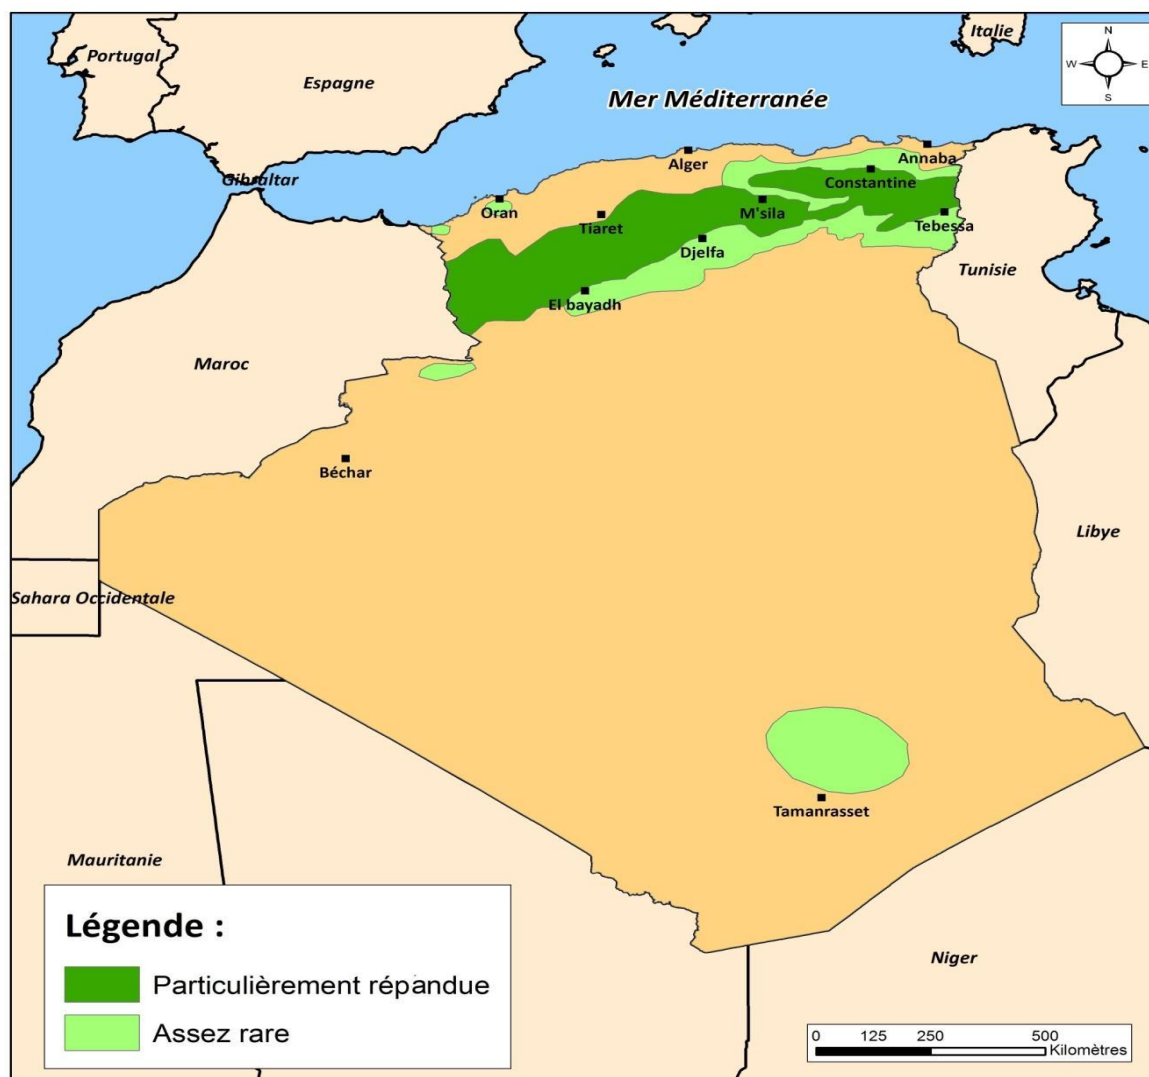 Portugal
Espagne
Italie
N
W
E
S
Mer Méditerranée
Gibraltar
Alger
Annaba
Constantine
Oran
Tiaret
M'sila
Tebessa
Djelfa
El bayadh
Tunisie
Maroc
Béchar
Libye
Sahara Occidentale
Tamanrasset
Mauritanie
Niger
Légende :
Particulièrement répandue
Assez rare
0 125 250 500
Kilomètres